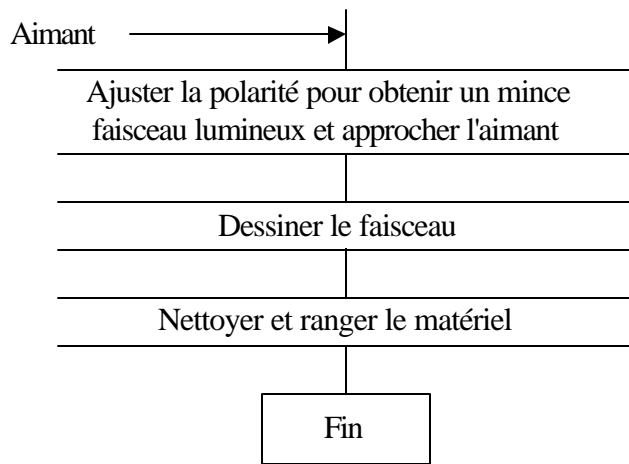 Aimant
Ajuster la polarité pour obtenir un mince
faisceau lumineux et approcher l'aimant
Dessiner le faisceau
Nettoyer et ranger le matériel
Fin